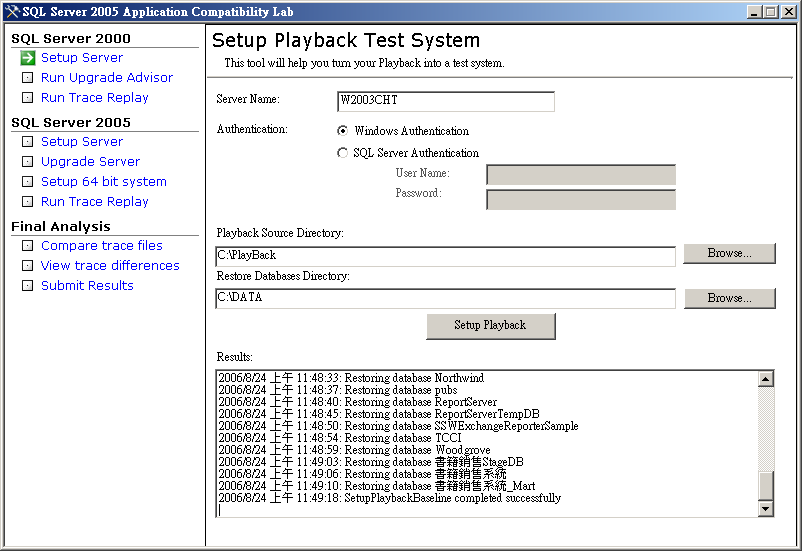 SQL Server 2005 Application Compatibility Lab
SQL Server 2000
Setup Server
Run Upgrade Advisor
Run Trace Replay
SQL Server 2005
Setup Server
Upgrade Server
Setup 64 bit system
Run Trace Replay
Final Analysis
Compare trace files
View trace differences
Submit Results
Setup Playback Test System
This tool will help you turn your Playback into a test system.
Server Name:
W2003CHT
Authentication:
Windows Authentication
SQL Server Authentication
User Name:
Password:
Playback Source Directory:
C:\PlayBack
Browse...
Restore Databases Directory:
C:\DATA
Browse...
Setup Playback
Results:
2006/8/24 上午 11:48:33: Restoring database Northwind
2006/8/24 上午 11:48:37: Restoring database pubs
2006/8/24 上午 11:48:40: Restoring database ReportServer
2006/8/24 上午 11:48:45: Restoring database ReportServerTempDB
2006/8/24 上午 11:48:50: Restoring database SSWExchangeReporterSample
2006/8/24 上午 11:48:54: Restoring database TCCI
2006/8/24 上午 11:48:59: Restoring database Woodgrove
2006/8/24 上午 11:49:03: Restoring database 書籍銷售StageDB
2006/8/24 上午 11:49:06: Restoring database 書籍銷售系統
2006/8/24 上午 11:49:10: Restoring database 書籍銷售系統_Mart
2006/8/24 上午 11:49:18: SetupPlaybackBaseline completed successfully